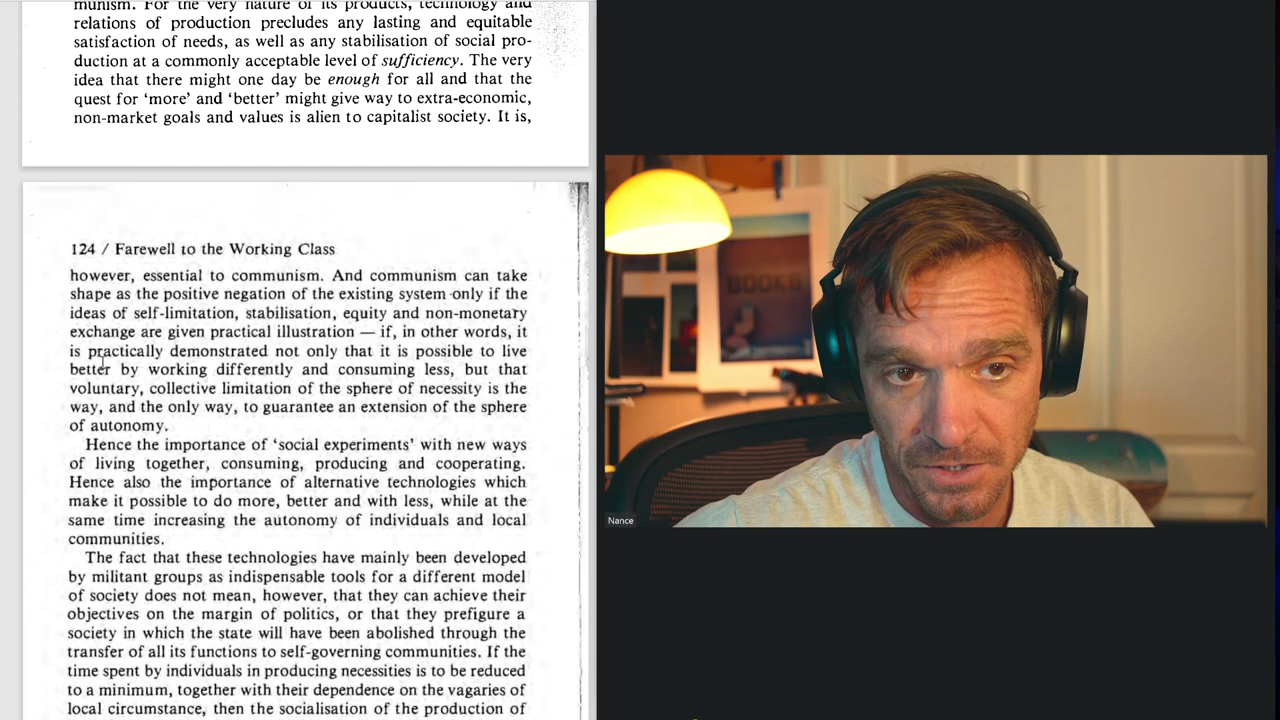 munism. For the very nature of its products, technology and
relations of production precludes any lasting and equitable
satisfaction of needs, as well as any stabilisation of social pro-
duction at a commonly acceptable level of sufficiency. The very
idea that there might one day be enough for all and that the
quest for ‘more’ and ‘better’ might give way to extra-economic,
non-market goals and values is alien to capitalist society. It is,
124 / Farewell to the Working Class
however, essential to communism. And communism can take
shape as the positive negation of the existing system only if the
ideas of self-limitation, stabilisation, equity and non-monetary
exchange are given practical illustration — if, in other words, it
is practically demonstrated not only that it is possible to live
better by working differently and consuming less, but that
voluntary, collective limitation of the sphere of necessity is the
way, and the only way, to guarantee an extension of the sphere
of autonomy.
Hence the importance of ‘social experiments’ with new ways
of living together, consuming, producing and cooperating.
Hence also the importance of alternative technologies which
make it possible to do more, better and with less, while at the
same time increasing the autonomy of individuals and local
communities.
The fact that these technologies have mainly been developed
by militant groups as indispensable tools for a different model
of society does not mean, however, that they can achieve their
objectives on the margin of politics, or that they prefigure a
society in which the state will have been abolished through the
transfer of all its functions to self-governing communities. If the
time spent by individuals in producing necessities is to be reduced
to a minimum, together with their dependence on the vagaries of
local circumstance, then the socialisation of the production of
BOOKS
Nance